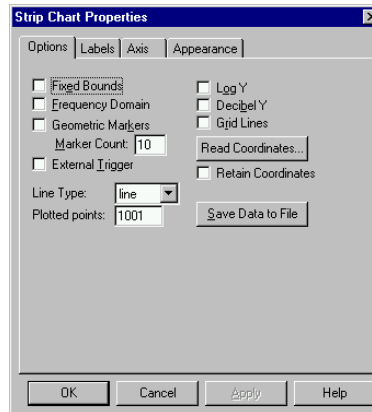 Strip Chart Properties
Options Labels Axis Appearance
Fixed Bounds
Frequency Domain
Geometric Markers
Marker Count: 10
External Trigger
Line Type: line
Plotted points: 1001
Log Y
Decibel Y
Grid Lines
Read Coordinates...
Retain Coordinates
Save Data to File
OK Cancel Apply Help